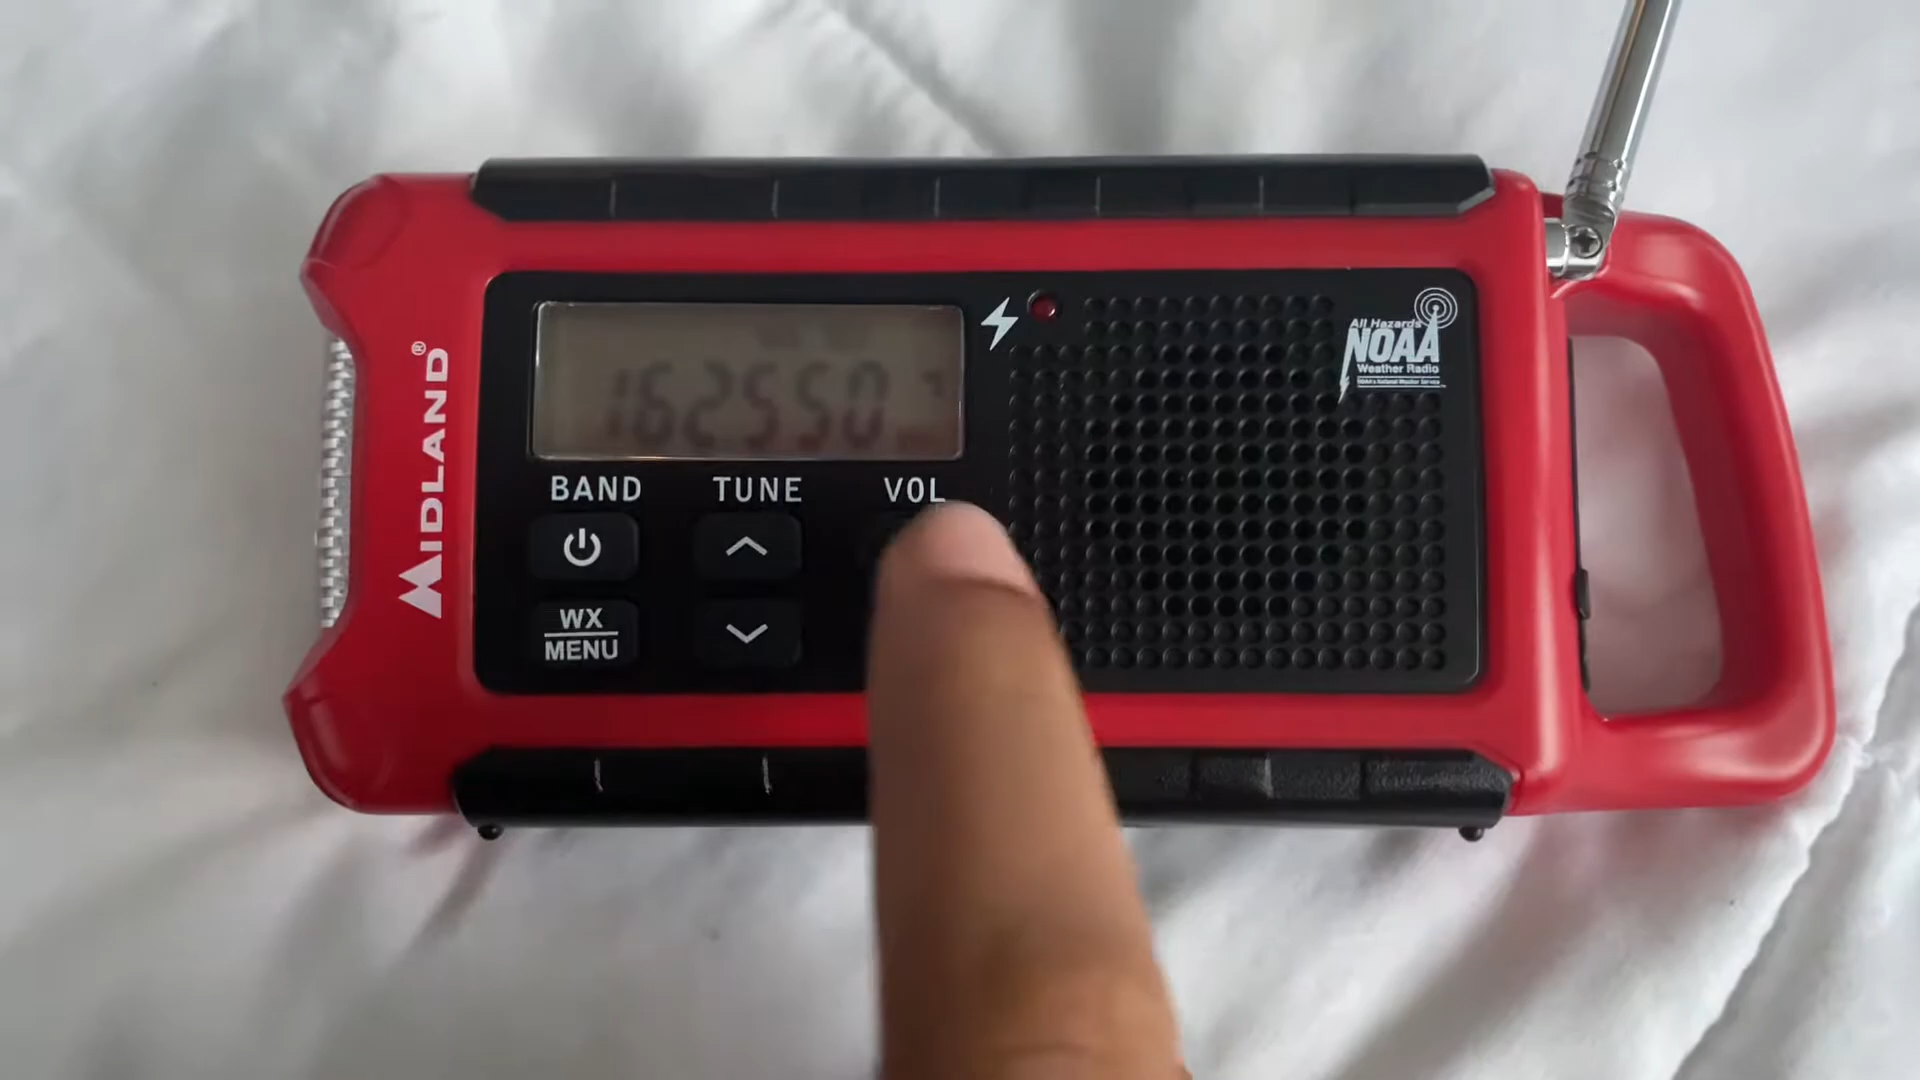 MIDLAND®
162550
BAND
TUNE
VOL
WX
MENU
All Hazards
NOAA
Weather Radio